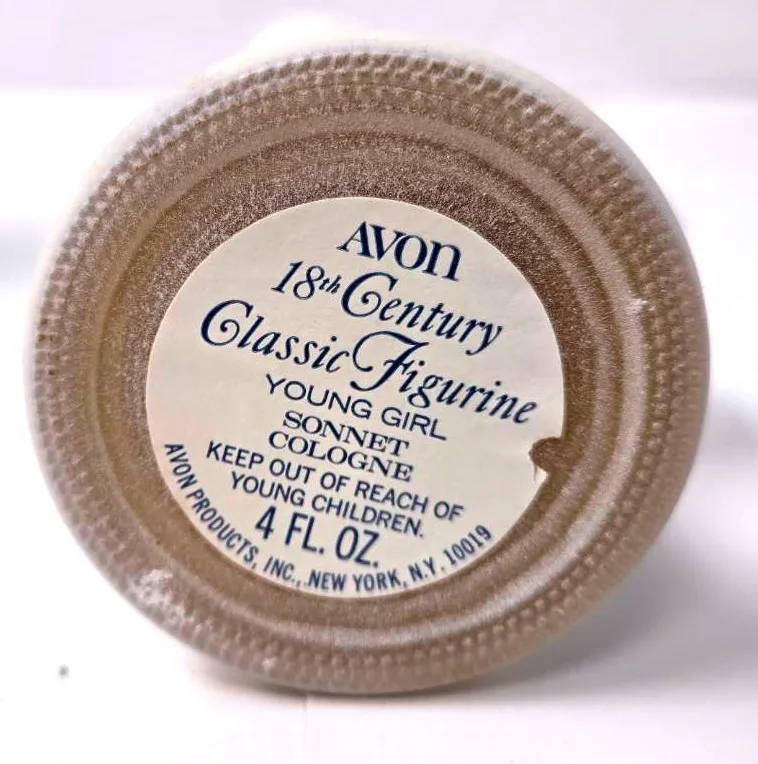 AVON
18th Century
Classic Figurine
YOUNG GIRL
SONNET
COLOGNE
KEEP OUT OF REACH OF
YOUNG CHILDREN.
4 FL. OZ.
AVON PRODUCTS, INC., NEW YORK, N.Y. 10019